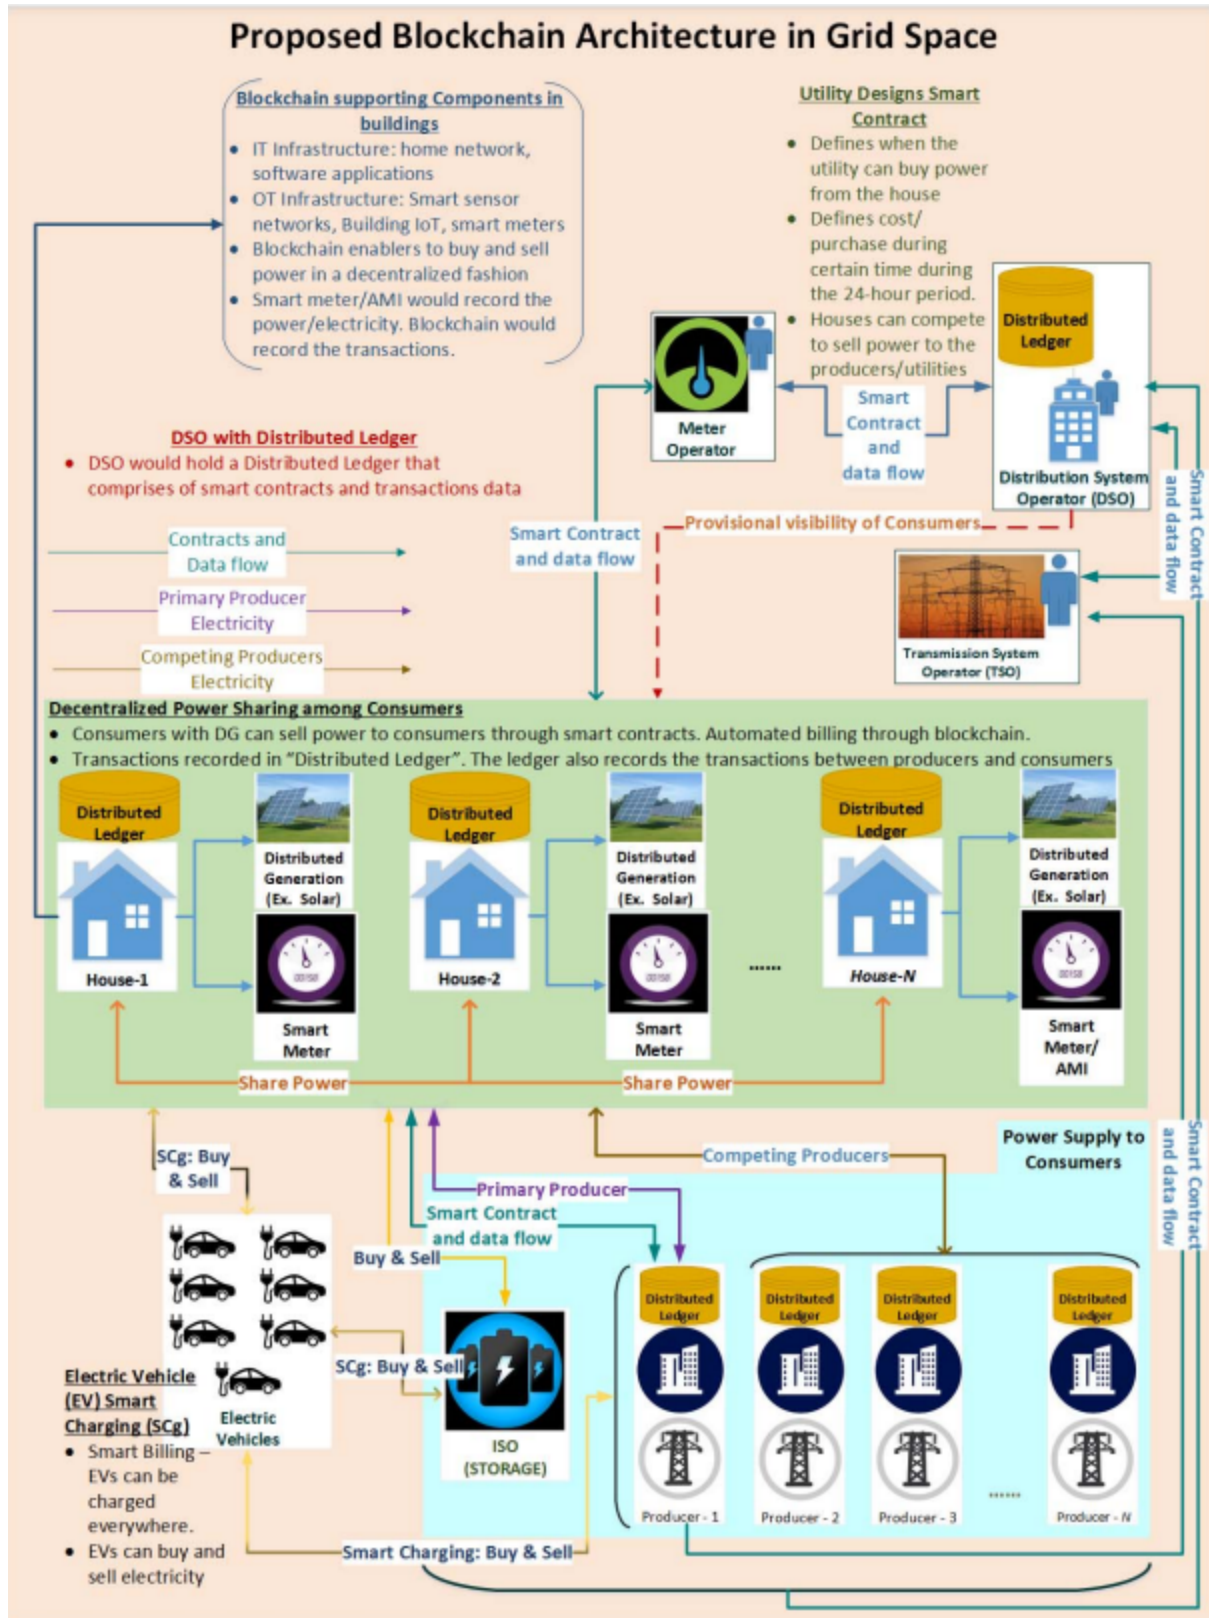 Proposed Blockchain Architecture in Grid Space
Blockchain supporting Components in
buildings
• IT Infrastructure: home network,
software applications
• OT Infrastructure: Smart sensor
networks, Building IoT, smart meters
• Blockchain enablers to buy and sell
power in a decentralized fashion
• Smart meter/AMI would record the
power/electricity. Blockchain would
record the transactions.
Utility Designs Smart
Contract
• Defines when the
utility can buy power
from the house
• Defines cost/
purchase during
certain time during
the 24-hour period.
• Houses can compete
to sell power to the
producers/utilities
Distributed
Ledger
Distribution System
Operator (DSO)
Meter
Operator
Smart
Contract
and
data flow
DSO with Distributed Ledger
• DSO would hold a Distributed Ledger that
comprises of smart contracts and transactions data
Contracts and
Data flow
Primary Producer
Electricity
Competing Producers
Electricity
Smart Contract
and data flow
Provisional visibility of Consumers
Transmission System
Operator (TSO)
Smart Contract
and data flow
Decentralized Power Sharing among Consumers
• Consumers with DG can sell power to consumers through smart contracts. Automated billing through blockchain.
• Transactions recorded in "Distributed Ledger". The ledger also records the transactions between producers and consumers
Distributed
Ledger
House-1
Distributed
Generation
(Ex. Solar)
Smart
Meter
Distributed
Ledger
House-2
Distributed
Generation
(Ex. Solar)
Smart
Meter
......
Distributed
Ledger
House-N
Distributed
Generation
(Ex. Solar)
Smart
Meter/
AMI
Share Power
Share Power
SCg: Buy
& Sell
Power Supply to
Consumers
Competing Producers
Primary Producer
Smart Contract
and data flow
Buy & Sell
Smart Contract
and data flow
SCg: Buy & Sell
Electric
Vehicles
ISO
(STORAGE)
Distributed
Ledger
Producer - 1
Distributed
Ledger
Producer - 2
Distributed
Ledger
Producer - 3
......
Distributed
Ledger
Producer - N
Electric Vehicle
(EV) Smart
Charging (SCg)
• Smart Billing –
EVs can be
charged
everywhere.
• EVs can buy and
sell electricity
Smart Charging: Buy & Sell